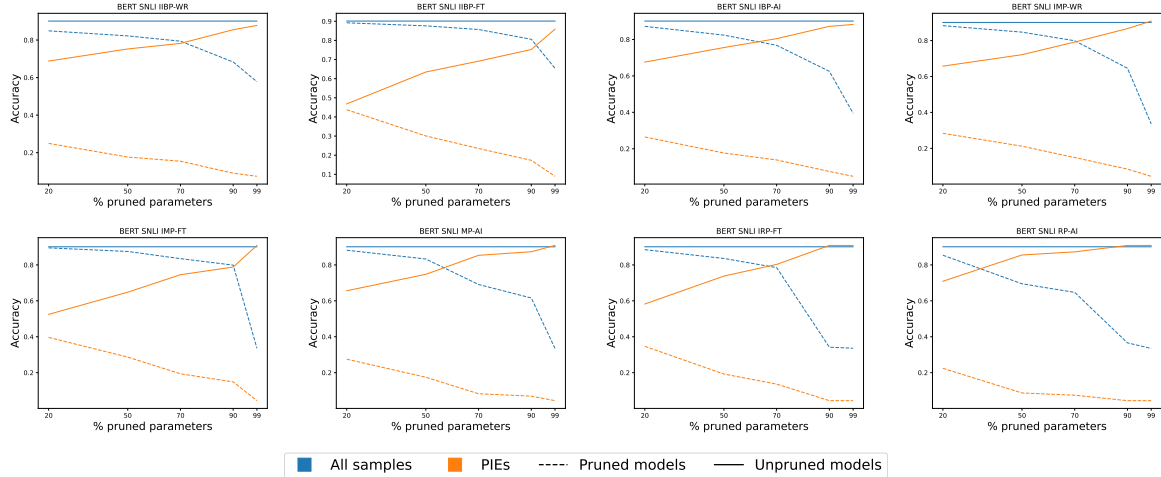 BERT SNLI IIBP-WR
Accuracy
0.8
0.6
0.4
0.2
20 50 70 90 99
% pruned parameters
BERT SNLI IIBP-FT
Accuracy
0.9
0.8
0.7
0.6
0.5
0.4
0.3
0.2
0.1
20 50 70 90 99
% pruned parameters
BERT SNLI IBP-AI
Accuracy
0.8
0.6
0.4
0.2
20 50 70 90 99
% pruned parameters
BERT SNLI IMP-WR
Accuracy
0.8
0.6
0.4
0.2
20 50 70 90 99
% pruned parameters
BERT SNLI IMP-FT
Accuracy
0.8
0.6
0.4
0.2
20 50 70 90 99
% pruned parameters
BERT SNLI MP-AI
Accuracy
0.8
0.6
0.4
0.2
20 50 70 90 99
% pruned parameters
BERT SNLI IRP-FT
Accuracy
0.8
0.6
0.4
0.2
20 50 70 90 99
% pruned parameters
BERT SNLI RP-AI
Accuracy
0.8
0.6
0.4
0.2
20 50 70 90 99
% pruned parameters
All samples PIEs Pruned models Unpruned models